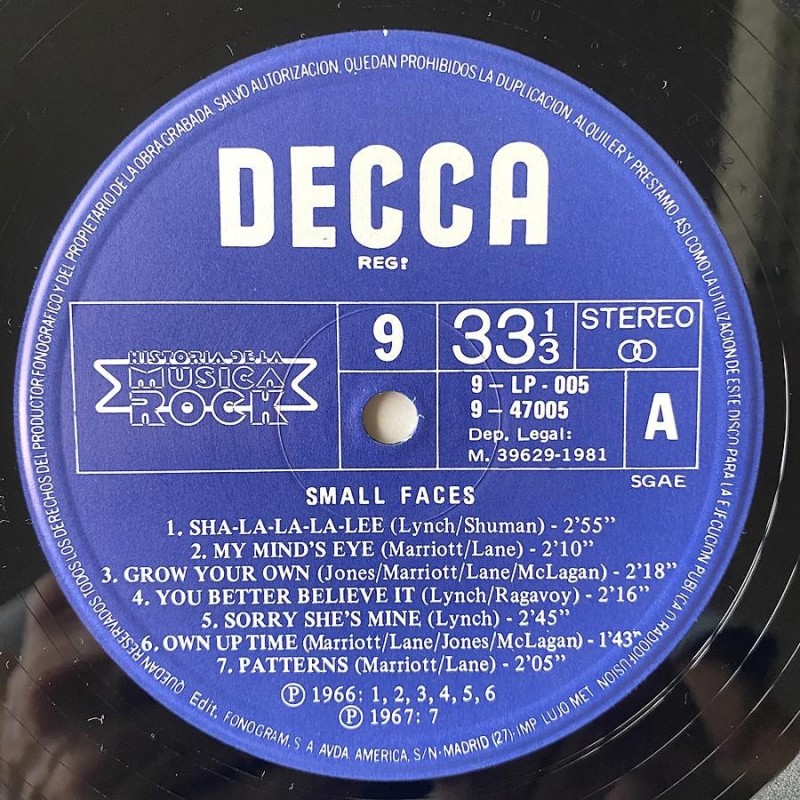 QUEDAN RESERVADOS TODOS LOS DERECHOS DEL PRODUCTOR FONOGRAFICO Y DEL PROPIETARIO DE LA OBRA GRABADA. SALVO AUTORIZACION, QUEDAN PROHIBIDOS LA DUPLICACION, ALQUILER Y PRESTAMO, ASI COMO LA UTILIZACION DE ESTE DISCO PARA LA EJECUCION PUBLICA O RADIODIFUSION
DECCA
REG:
HISTORIA DE LA
MUSICA
ROCK
9
33 1/3
STEREO
9 - LP - 005
9 - 47005
Dep. Legal:
M. 39629-1981
A
SGAE
SMALL FACES
1. SHA-LA-LA-LA-LEE (Lynch/Shuman) - 2'55"
2. MY MIND'S EYE (Marriott/Lane) - 2'10"
3. GROW YOUR OWN (Jones/Marriott/Lane/McLagan) - 2'18"
4. YOU BETTER BELIEVE IT (Lynch/Ragavoy) - 2'16"
5. SORRY SHE'S MINE (Lynch) - 2'45"
6. OWN UP TIME (Marriott/Lane/Jones/McLagan) - 1'43"
7. PATTERNS (Marriott/Lane) - 2'05"
Ⓟ 1966: 1, 2, 3, 4, 5, 6
Ⓟ 1967: 7
Edit. FONOGRAM, S. A. AVDA. AMERICA, S/N - MADRID (27) - IMP. LUJO MET